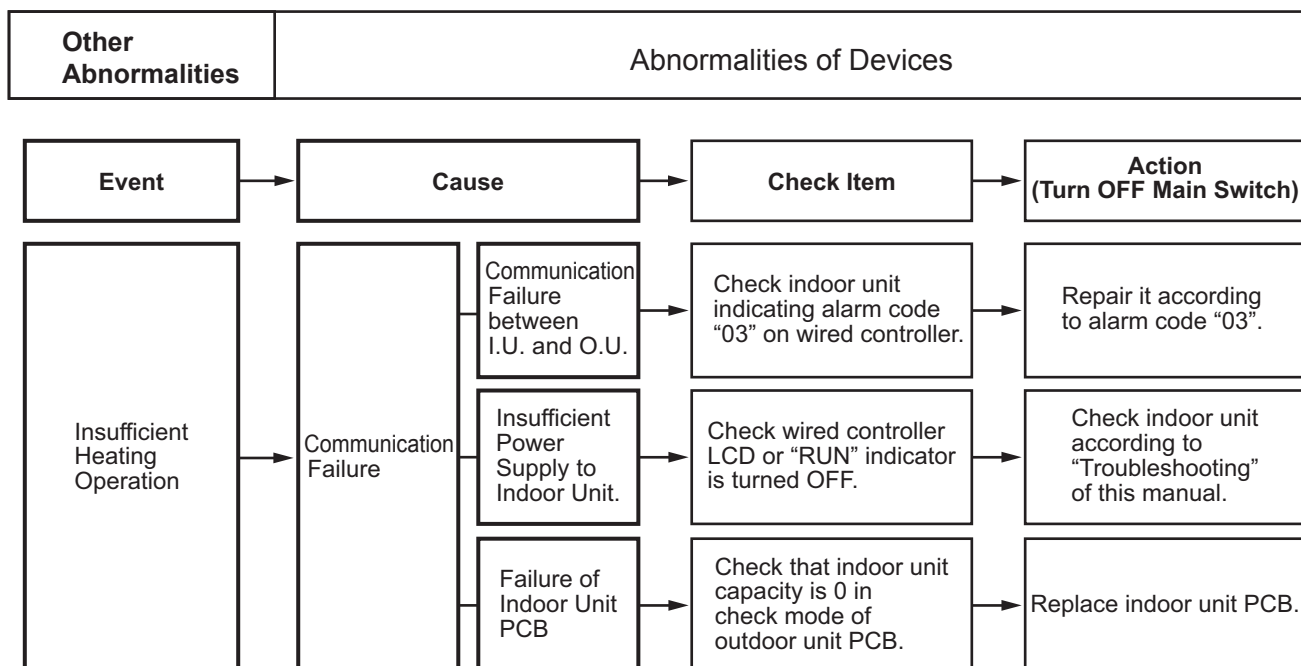 Other
Abnormalities
Abnormalities of Devices
Event
Cause
Check Item
Action
(Turn OFF Main Switch)
Insufficient
Heating
Operation
Communication
Failure
Communication
Failure
between
I.U. and O.U.
Check indoor unit
indicating alarm code
“03” on wired controller.
Repair it according
to alarm code “03”.
Insufficient
Power
Supply to
Indoor Unit.
Check wired controller
LCD or “RUN” indicator
is turned OFF.
Check indoor unit
according to
“Troubleshooting”
of this manual.
Failure of
Indoor Unit
PCB
Check that indoor unit
capacity is 0 in
check mode of
outdoor unit PCB.
Replace indoor unit PCB.